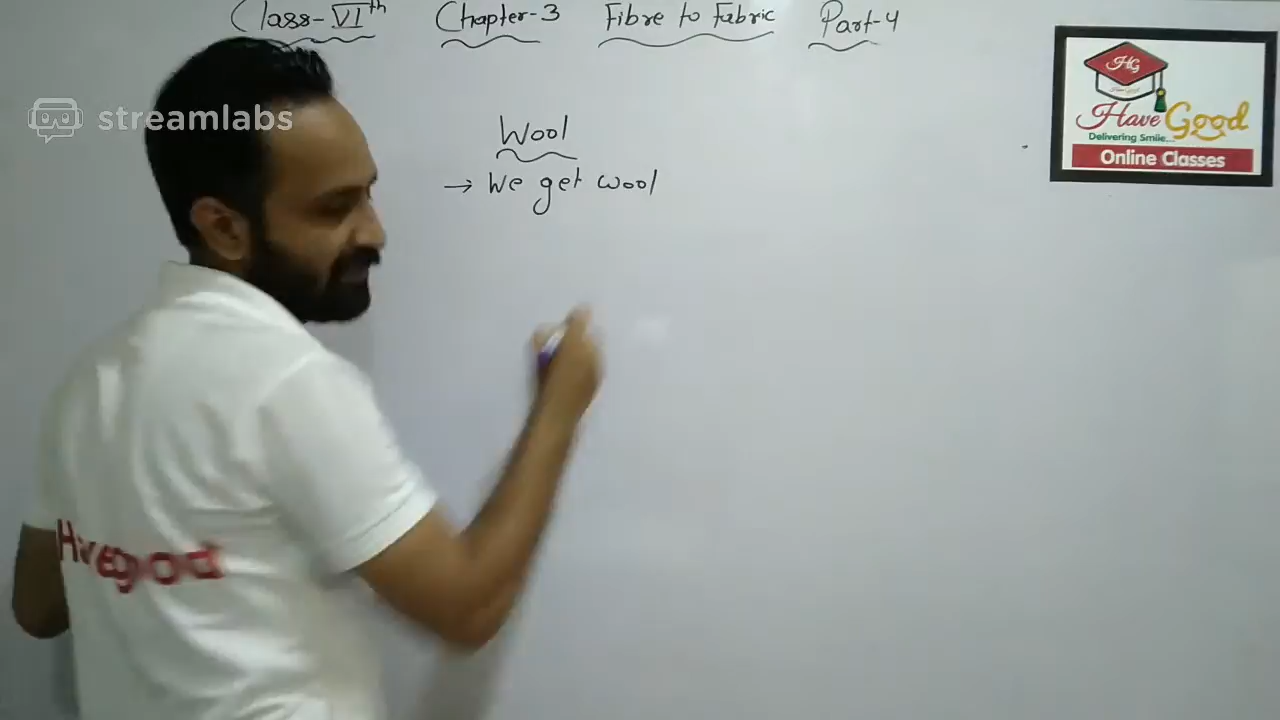 Class-VIth Chapter-3 Fibre to Fabric Part-4
streamlabs
HG
Have Good
Delivering Smile...
Online Classes
Wool
→ We get wool
Havegood